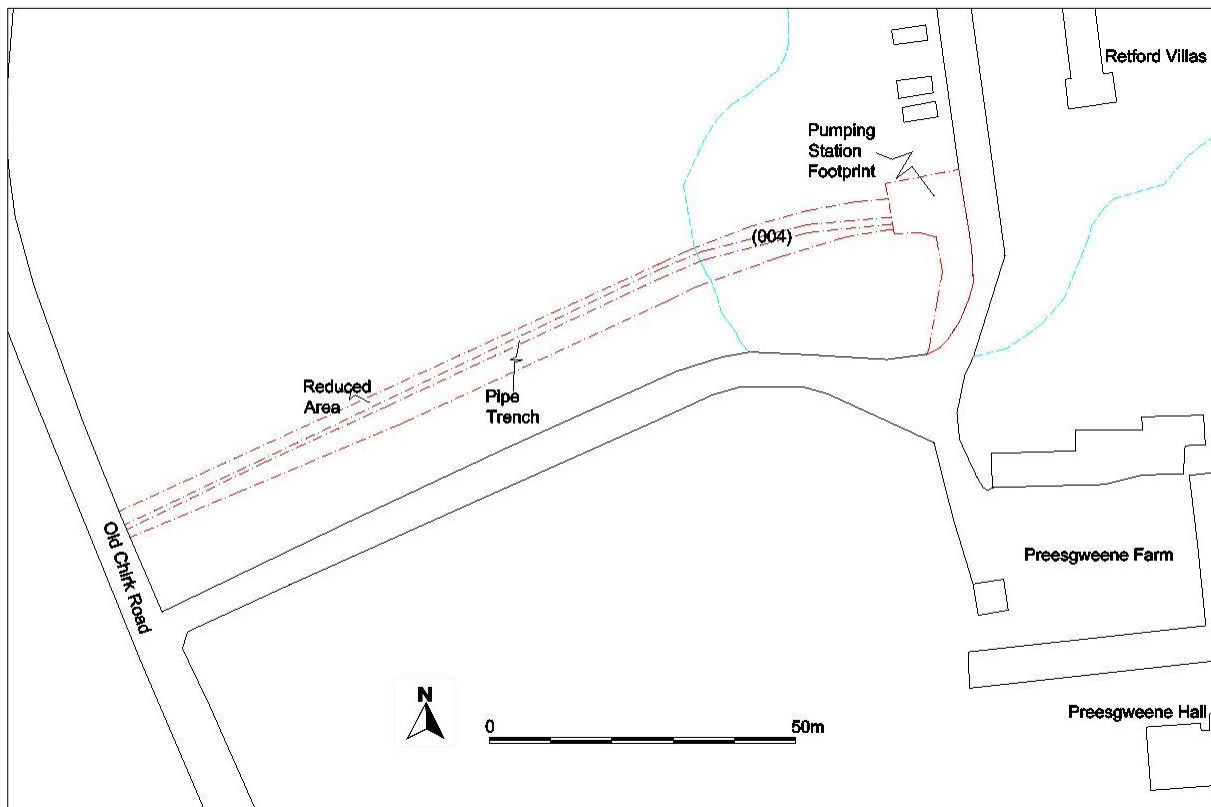 Retford Villas
Pumping
Station
Footprint
(004)
Reduced
Area
Pipe
Trench
Old Chirk Road
Preesgweene Farm
N
0
50m
Preesgweene Hall